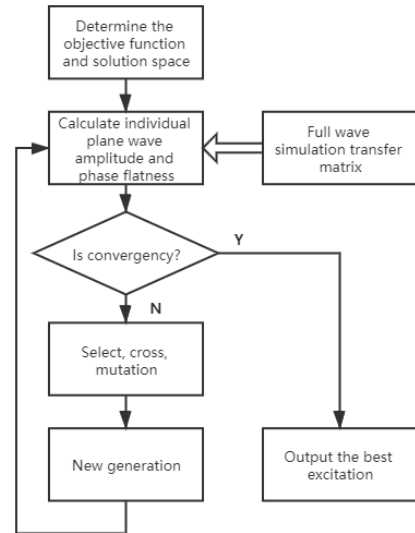 Determine the
objective function
and solution space
Calculate individual
plane wave
amplitude and
phase flatness
Full wave
simulation transfer
matrix
Is convergency?
Y
N
Select, cross,
mutation
New generation
Output the best
excitation